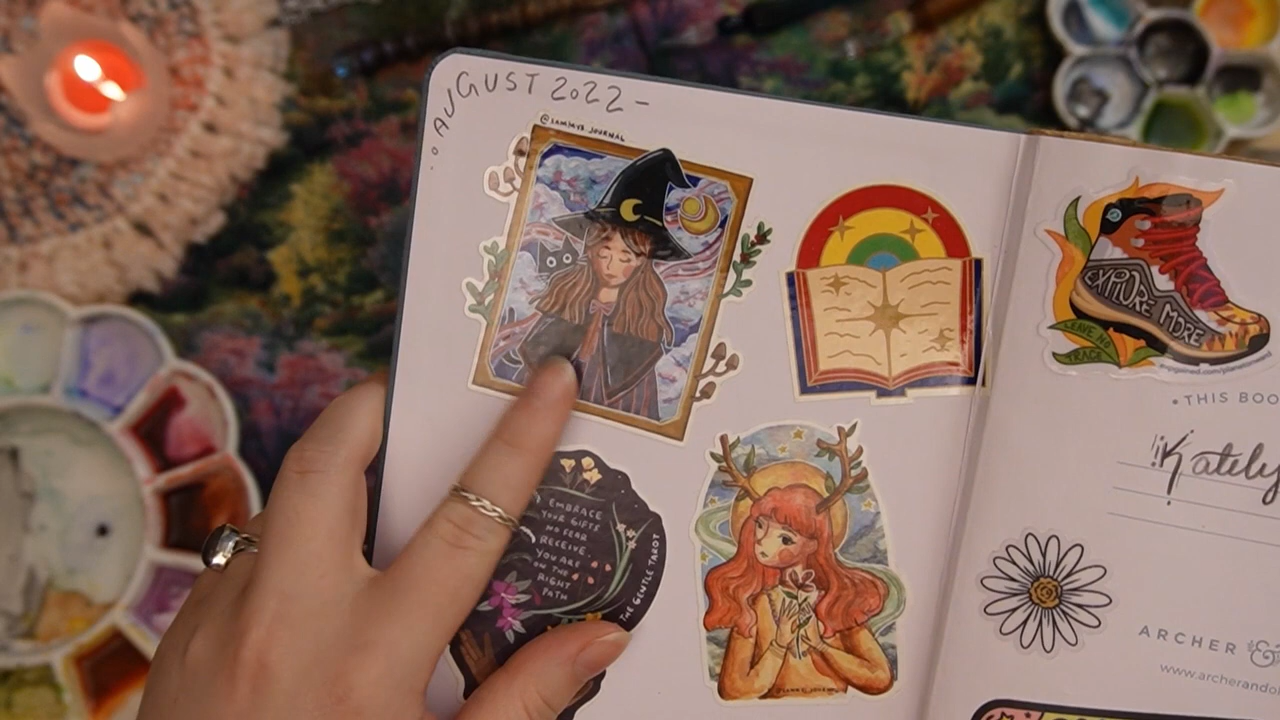 AUGUST 2022 -
@SAMMVS_JOURNAL
EXPLORE MORE
LEAVE NO
TRACE
• THIS BOO
Kately
EMBRACE
YOUR GIFTS
NO FEAR
RECEIVE.
YOU ARE
ON THE
RIGHT
PATH
THE GENTLE TAROT
ARCHER &
www.archerandol